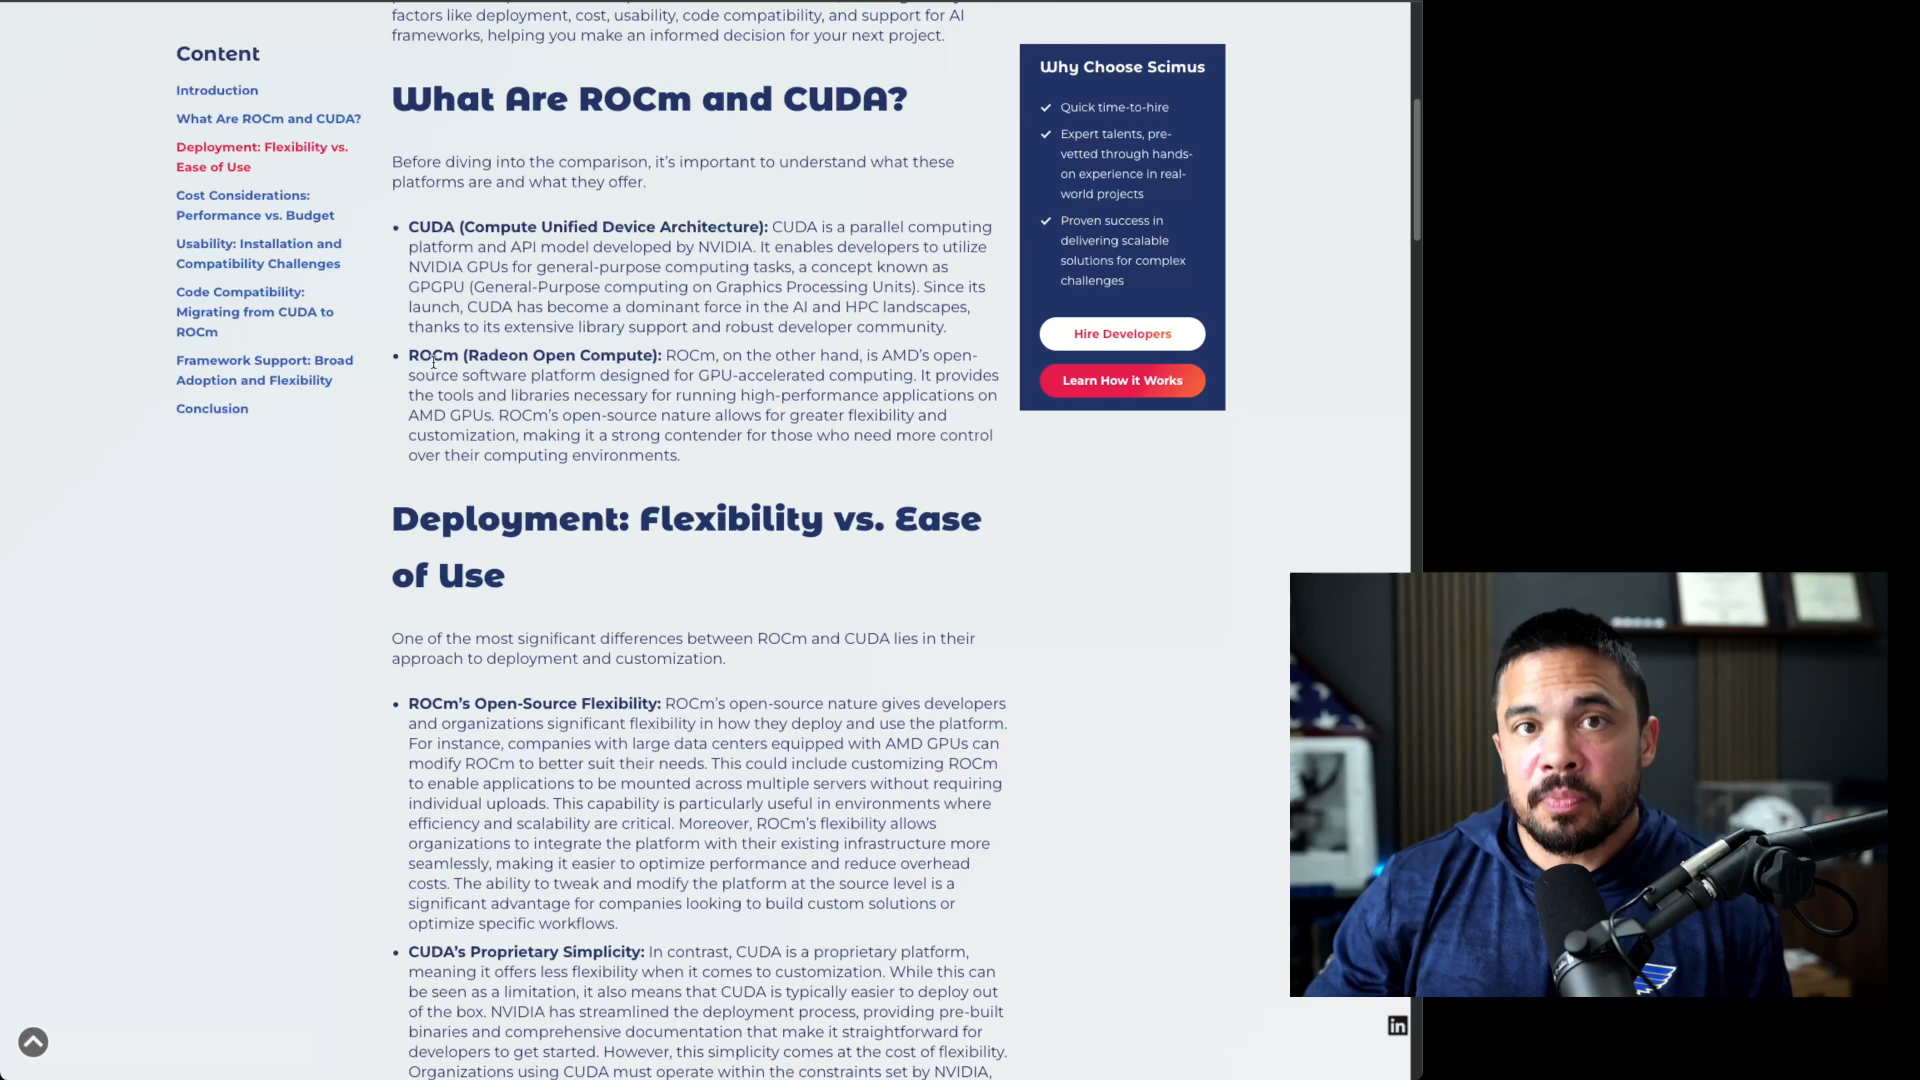 factors like deployment, cost, usability, code compatibility, and support for AI
frameworks, helping you make an informed decision for your next project.
Content
Introduction
What Are ROCm and CUDA?
Deployment: Flexibility vs.
Ease of Use
Cost Considerations:
Performance vs. Budget
Usability: Installation and
Compatibility Challenges
Code Compatibility:
Migrating from CUDA to
ROCm
Framework Support: Broad
Adoption and Flexibility
Conclusion
What Are ROCm and CUDA?
Before diving into the comparison, it's important to understand what these
platforms are and what they offer.
• CUDA (Compute Unified Device Architecture): CUDA is a parallel computing
platform and API model developed by NVIDIA. It enables developers to utilize
NVIDIA GPUs for general-purpose computing tasks, a concept known as
GPGPU (General-Purpose computing on Graphics Processing Units). Since its
launch, CUDA has become a dominant force in the AI and HPC landscapes,
thanks to its extensive library support and robust developer community.
• ROCm (Radeon Open Compute): ROCm, on the other hand, is AMD's open-
source software platform designed for GPU-accelerated computing. It provides
the tools and libraries necessary for running high-performance applications on
AMD GPUs. ROCm's open-source nature allows for greater flexibility and
customization, making it a strong contender for those who need more control
over their computing environments.
Deployment: Flexibility vs. Ease
of Use
One of the most significant differences between ROCm and CUDA lies in their
approach to deployment and customization.
• ROCm's Open-Source Flexibility: ROCm's open-source nature gives developers
and organizations significant flexibility in how they deploy and use the platform.
For instance, companies with large data centers equipped with AMD GPUs can
modify ROCm to better suit their needs. This could include customizing ROCm
to enable applications to be mounted across multiple servers without requiring
individual uploads. This capability is particularly useful in environments where
efficiency and scalability are critical. Moreover, ROCm's flexibility allows
organizations to integrate the platform with their existing infrastructure more
seamlessly, making it easier to optimize performance and reduce overhead
costs. The ability to tweak and modify the platform at the source level is a
significant advantage for companies looking to build custom solutions or
optimize specific workflows.
• CUDA's Proprietary Simplicity: In contrast, CUDA is a proprietary platform,
meaning it offers less flexibility when it comes to customization. While this can
be seen as a limitation, it also means that CUDA is typically easier to deploy out
of the box. NVIDIA has streamlined the deployment process, providing pre-built
binaries and comprehensive documentation that make it straightforward for
developers to get started. However, this simplicity comes at the cost of flexibility.
Organizations using CUDA must operate within the constraints set by NVIDIA,
Why Choose Scimus
Quick time-to-hire
Expert talents, pre-
vetted through hands-
on experience in real-
world projects
Proven success in
delivering scalable
solutions for complex
challenges
Hire Developers
Learn How it Works
in